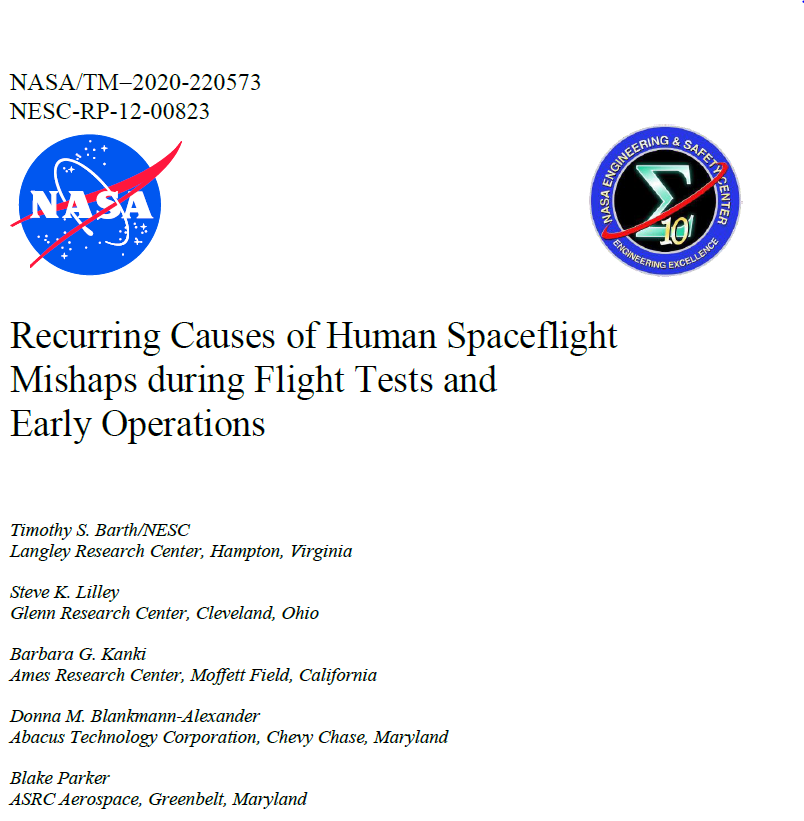 NASA/TM–2020-220573
NESC-RP-12-00823
NASA
NASA ENGINEERING & SAFETY CENTER
Σ
10
ENGINEERING EXCELLENCE
Recurring Causes of Human Spaceflight
Mishaps during Flight Tests and
Early Operations
Timothy S. Barth/NESC
Langley Research Center, Hampton, Virginia
Steve K. Lilley
Glenn Research Center, Cleveland, Ohio
Barbara G. Kanki
Ames Research Center, Moffett Field, California
Donna M. Blankmann-Alexander
Abacus Technology Corporation, Chevy Chase, Maryland
Blake Parker
ASRC Aerospace, Greenbelt, Maryland